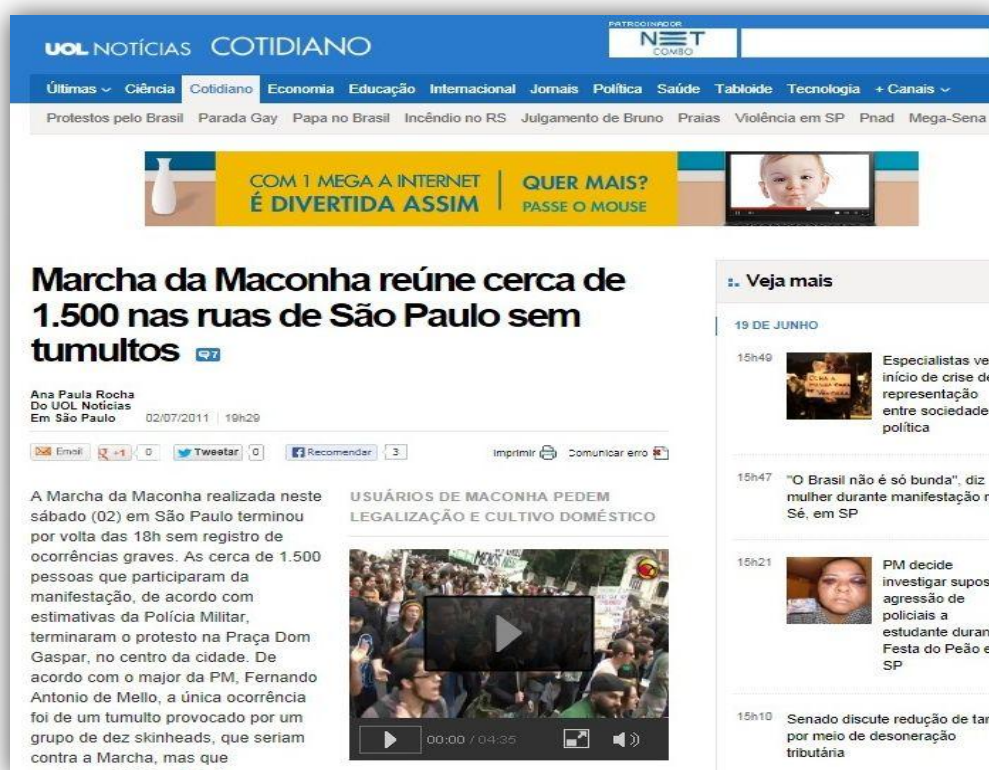 PATROCINADOR
UOL NOTÍCIAS COTIDIANO
NET
COMBO
Últimas Ciência Cotidiano Economia Educação Internacional Jornais Política Saúde Tabloide Tecnologia + Canais
Protestos pelo Brasil Parada Gay Papa no Brasil Incêndio no RS Julgamento de Bruno Praias Violência em SP Pnad Mega-Sena
COM 1 MEGA A INTERNET
É DIVERTIDA ASSIM
QUER MAIS?
PASSE O MOUSE
Marcha da Maconha reúne cerca de
1.500 nas ruas de São Paulo sem
tumultos 7
Ana Paula Rocha
Do UOL Notícias
Em São Paulo 02/07/2011 | 19h29
Email +1 0 Tweetar 0 Recomendar 3 Imprimir Comunicar erro
A Marcha da Maconha realizada neste
sábado (02) em São Paulo terminou
por volta das 18h sem registro de
ocorrências graves. As cerca de 1.500
pessoas que participaram da
manifestação, de acordo com
estimativas da Polícia Militar,
terminaram o protesto na Praça Dom
Gaspar, no centro da cidade. De
acordo com o major da PM, Fernando
Antonio de Mello, a única ocorrência
foi de um tumulto provocado por um
grupo de dez skinheads, que seriam
contra a Marcha, mas que
USUÁRIOS DE MACONHA PEDEM
LEGALIZAÇÃO E CULTIVO DOMÉSTICO
00:00 / 04:35
:. Veja mais
19 DE JUNHO
15h49
Especialistas ve
início de crise de
representação
entre sociedade
política
15h47 "O Brasil não é só bunda", diz
mulher durante manifestação n
Sé, em SP
15h21
PM decide
investigar supos
agressão de
policiais a
estudante duran
Festa do Peão e
SP
15h10 Senado discute redução de tar
por meio de desoneração
tributária